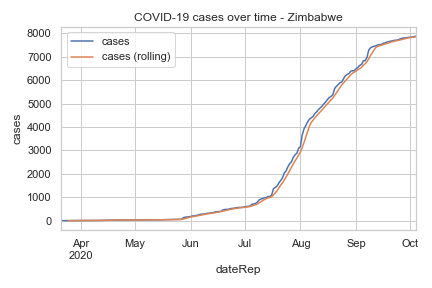 COVID-19 cases over time - Zimbabwe
cases
cases (rolling)
8000
7000
6000
5000
4000
3000
2000
1000
0
cases
Apr May Jun Jul Aug Sep Oct
2020
dateRep